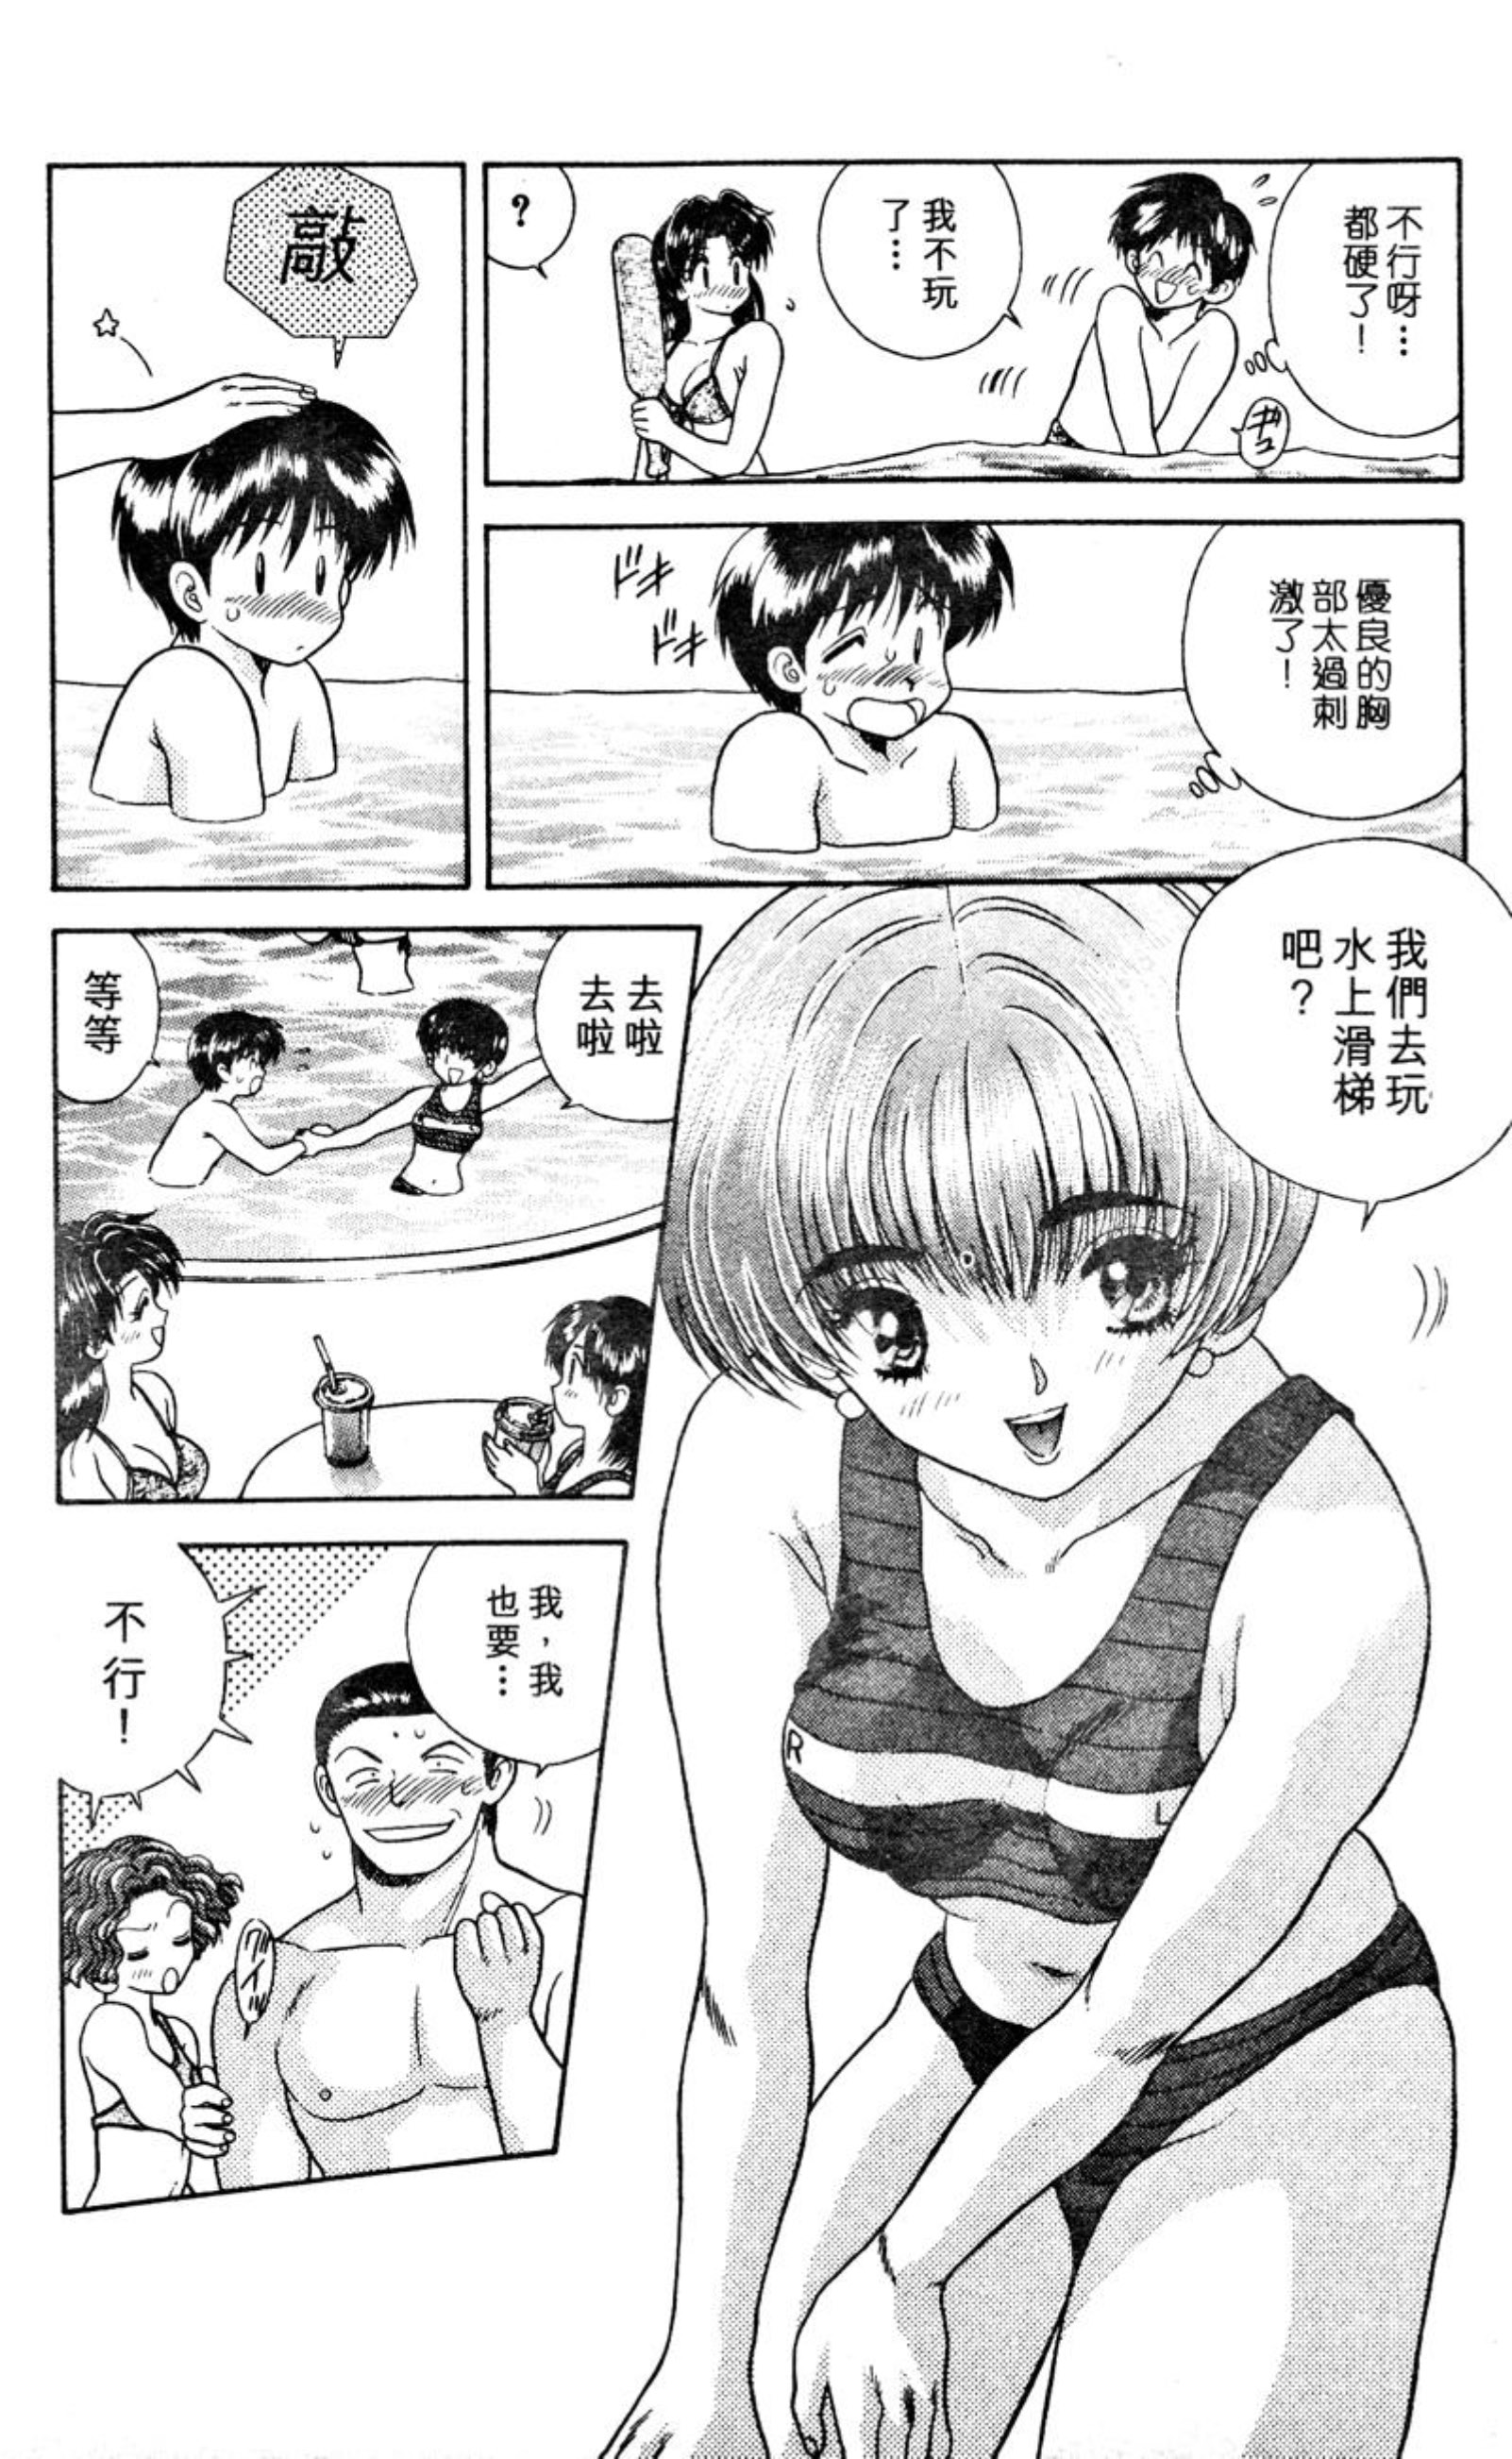 不行呀…
都硬了！
ギュ
我不玩
了…
？
優良的胸
部太過刺
激了！
ドキ
ドキ
敲
我們去玩
水上滑梯
吧？
R
L
去啦
去啦
等等
我，我
也要…
不行！